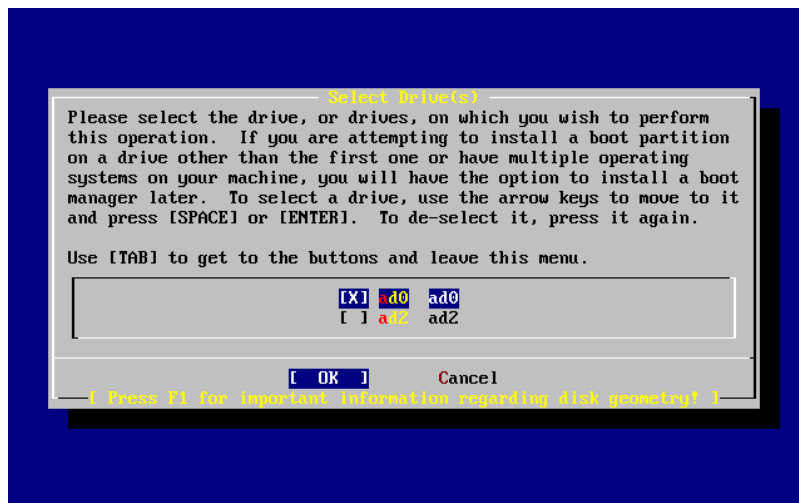 Select Drive(s)
Please select the drive, or drives, on which you wish to perform
this operation.  If you are attempting to install a boot partition
on a drive other than the first one or have multiple operating
systems on your machine, you will have the option to install a boot
manager later.  To select a drive, use the arrow keys to move to it
and press [SPACE] or [ENTER].  To de-select it, press it again.
Use [TAB] to get to the buttons and leave this menu.
[X] ad0  ad0
[ ] ad2  ad2
[  OK  ]  Cancel
[ Press F1 for important information regarding disk geometry! ]